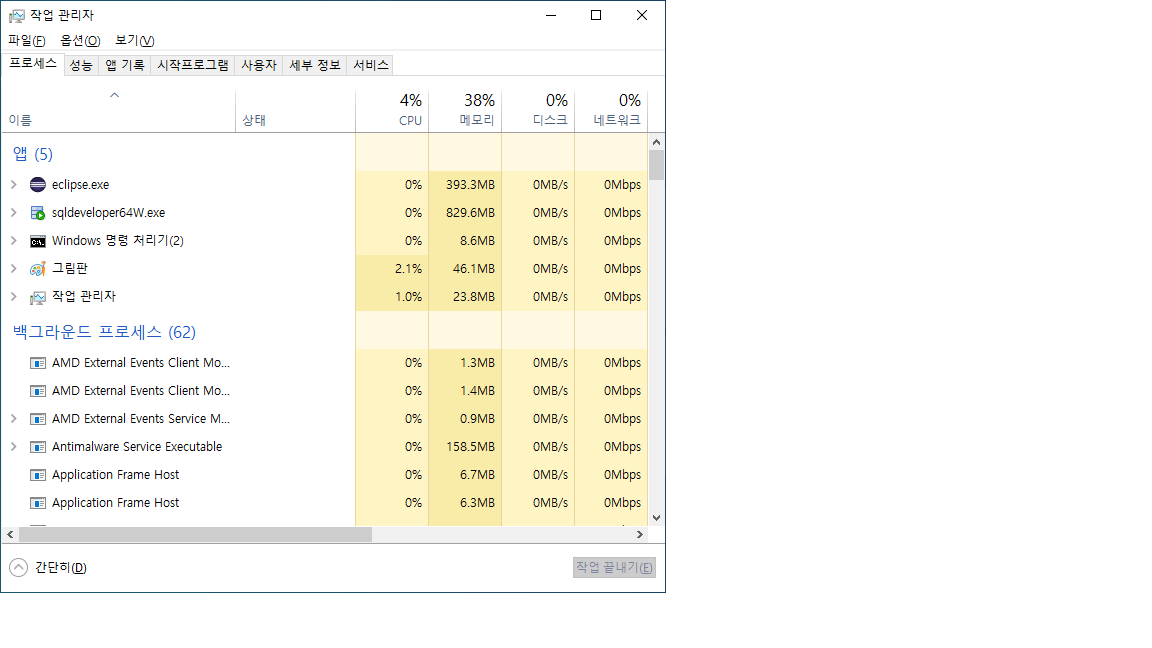 작업 관리자
파일(F) 옵션(O) 보기(V)
프로세스 성능 앱 기록 시작프로그램 사용자 세부 정보 서비스
4% 38% 0% 0%
이름 상태 CPU 메모리 디스크 네트워크
앱 (5)
eclipse.exe 0% 393.3MB 0MB/s 0Mbps
sqldeveloper64W.exe 0% 829.6MB 0MB/s 0Mbps
C:\. Windows 명령 처리기(2) 0% 8.6MB 0MB/s 0Mbps
그림판 2.1% 46.1MB 0MB/s 0Mbps
작업 관리자 1.0% 23.8MB 0MB/s 0Mbps
백그라운드 프로세스 (62)
AMD External Events Client Mo... 0% 1.3MB 0MB/s 0Mbps
AMD External Events Client Mo... 0% 1.4MB 0MB/s 0Mbps
AMD External Events Service M... 0% 0.9MB 0MB/s 0Mbps
Antimalware Service Executable 0% 158.5MB 0MB/s 0Mbps
Application Frame Host 0% 6.7MB 0MB/s 0Mbps
Application Frame Host 0% 6.3MB 0MB/s 0Mbps
간단히(D) 작업 끝내기(E)